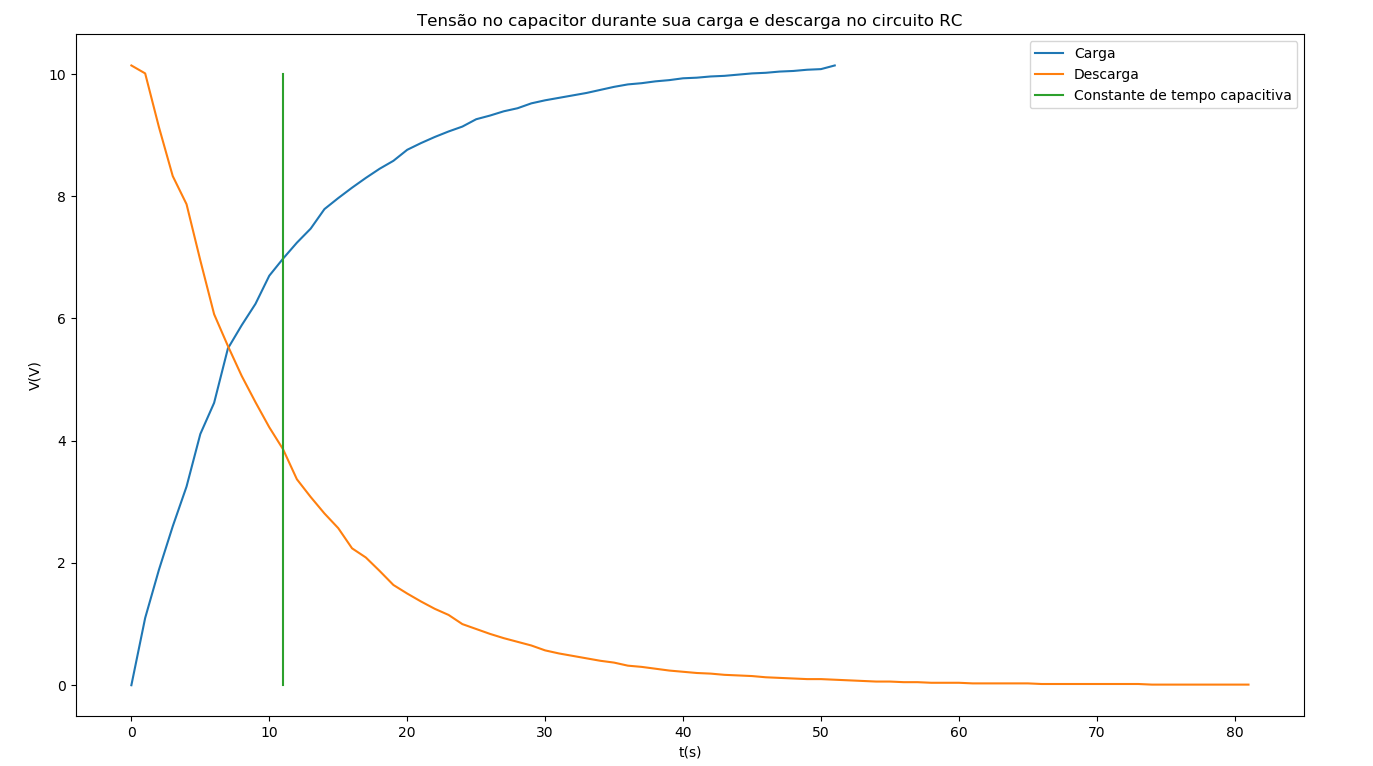 Tensão no capacitor durante sua carga e descarga no circuito RC
Carga
Descarga
Constante de tempo capacitiva
10
8
6
4
2
0
V(V)
0 10 20 30 40 50 60 70 80
t(s)